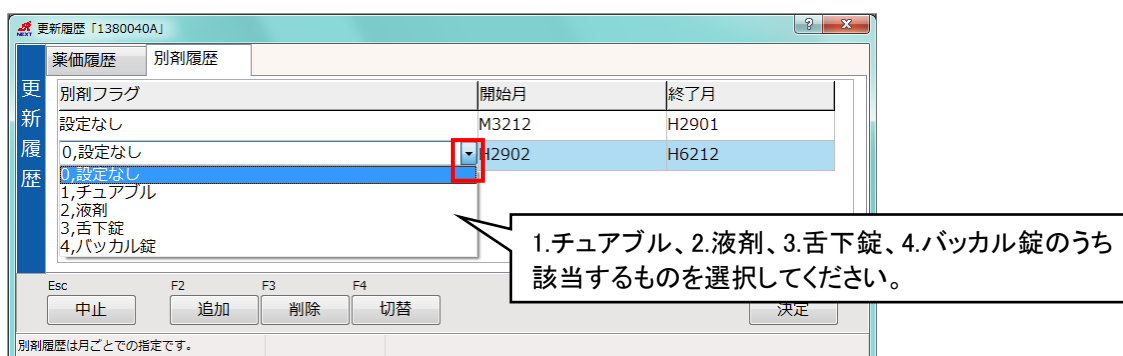 NEXT 更新履歴「1380040A」
薬価履歴 別剤履歴
更新履歴
別剤フラグ 開始月 終了月
設定なし M3212 H2901
0,設定なし H2902 H6212
0,設定なし
1,チュアブル
2,液剤
3,舌下錠
4,バッカル錠
1.チュアブル、2.液剤、3.舌下錠、4.バッカル錠のうち
該当するものを選択してください。
Esc F2 F3 F4
中止 追加 削除 切替 決定
別剤履歴は月ごとでの指定です。